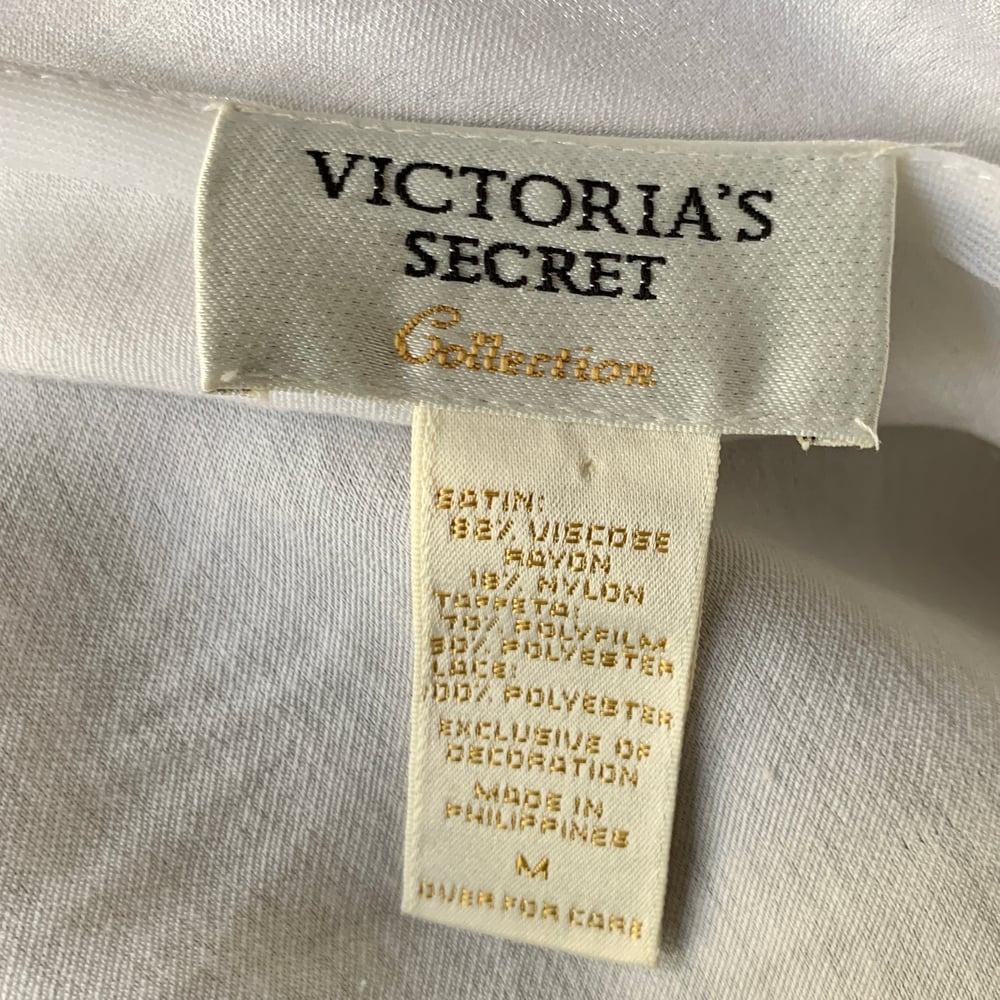 VICTORIA'S
SECRET
Collection
SATIN:
82% VISCOSE
RAYON
18% NYLON
TAFFETA:
70% POLYFILM
30% POLYESTER
LACE:
100% POLYESTER
EXCLUSIVE OF
DECORATION
MADE IN
PHILIPPINES
M
OVER FOR CARE